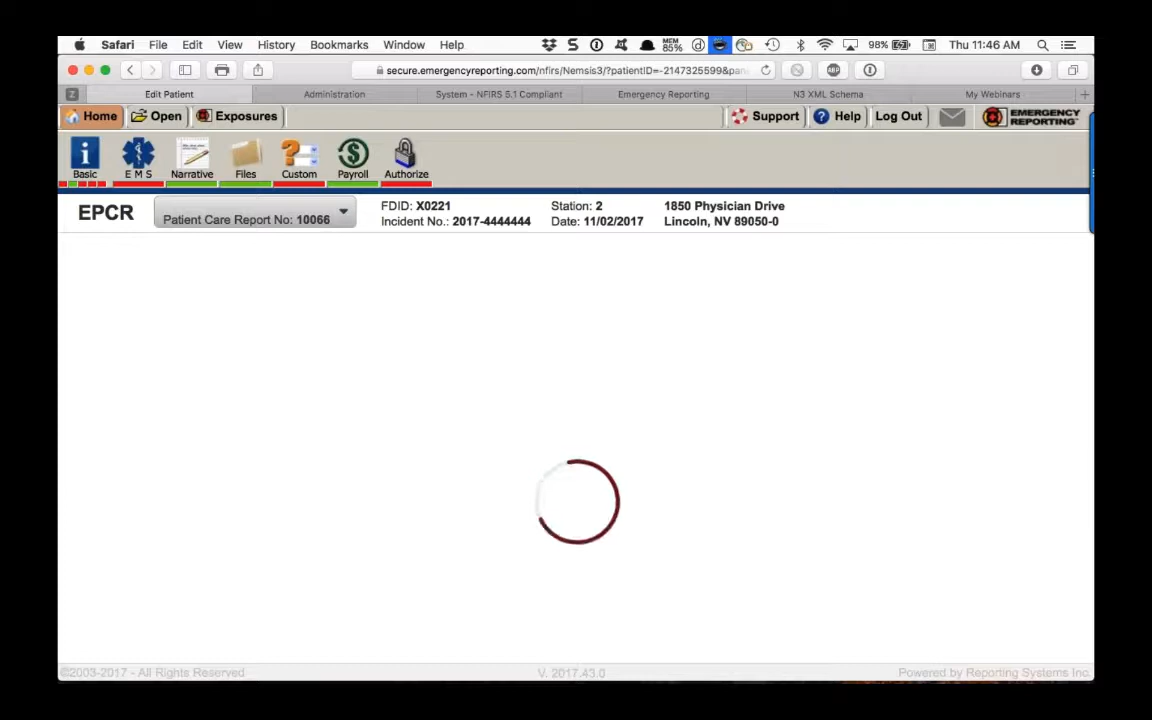 Safari File Edit View History Bookmarks Window Help MEM 85% 98% Thu 11:46 AM
secure.emergencyreporting.com/nfirs/Nemsis3/?patientID=-2147325599&pan
Z Edit Patient Administration System - NFIRS 5.1 Compliant Emergency Reporting N3 XML Schema My Webinars +
Home Open Exposures Support ? Help Log Out EMERGENCY REPORTING
Basic EMS Narrative Files Custom Payroll Authorize
EPCR Patient Care Report No: 10066
FDID: X0221 Station: 2 1850 Physician Drive
Incident No.: 2017-4444444 Date: 11/02/2017 Lincoln, NV 89050-0
©2003-2017 - All Rights Reserved V. 2017.43.0 Powered by Reporting Systems Inc.